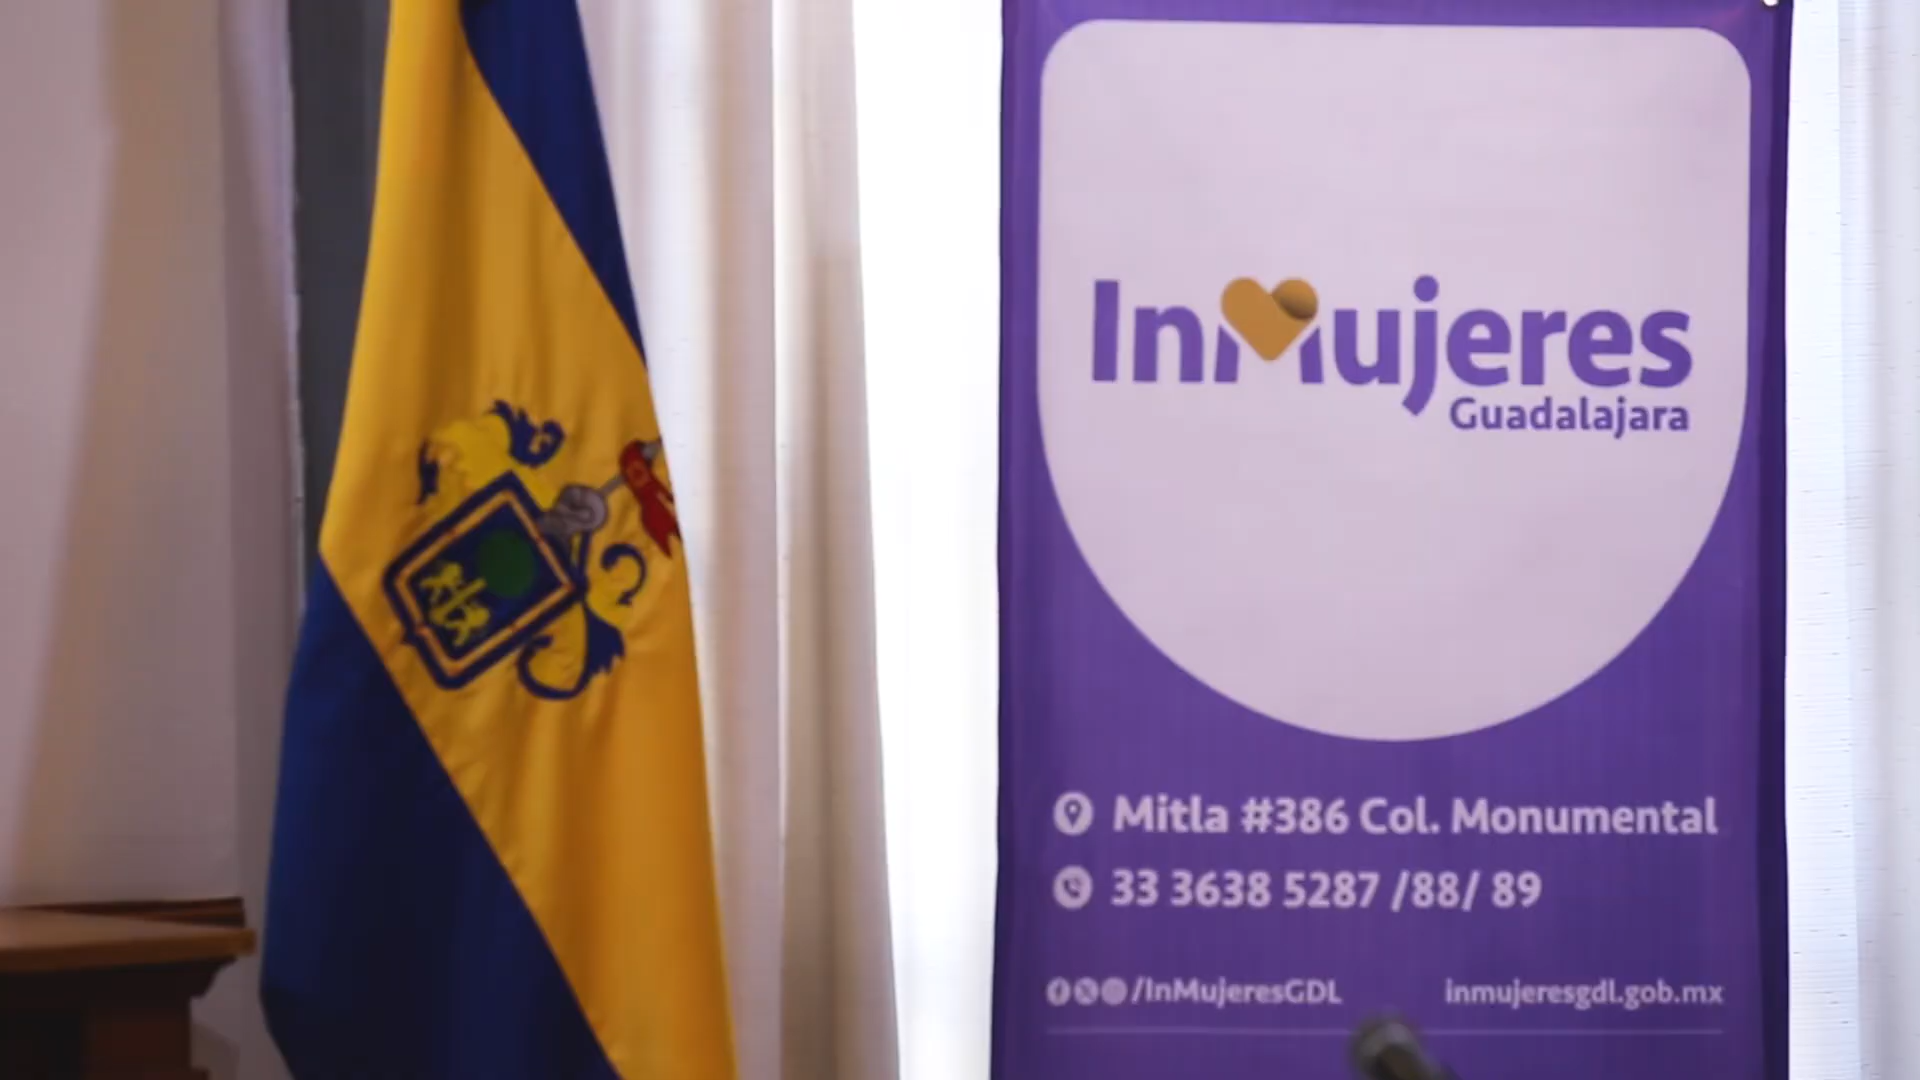 InMujeres
Guadalajara
Mitla #386 Col. Monumental
33 3638 5287 /88/ 89
/InMujeresGDL
inmujeresgdl.gob.mx